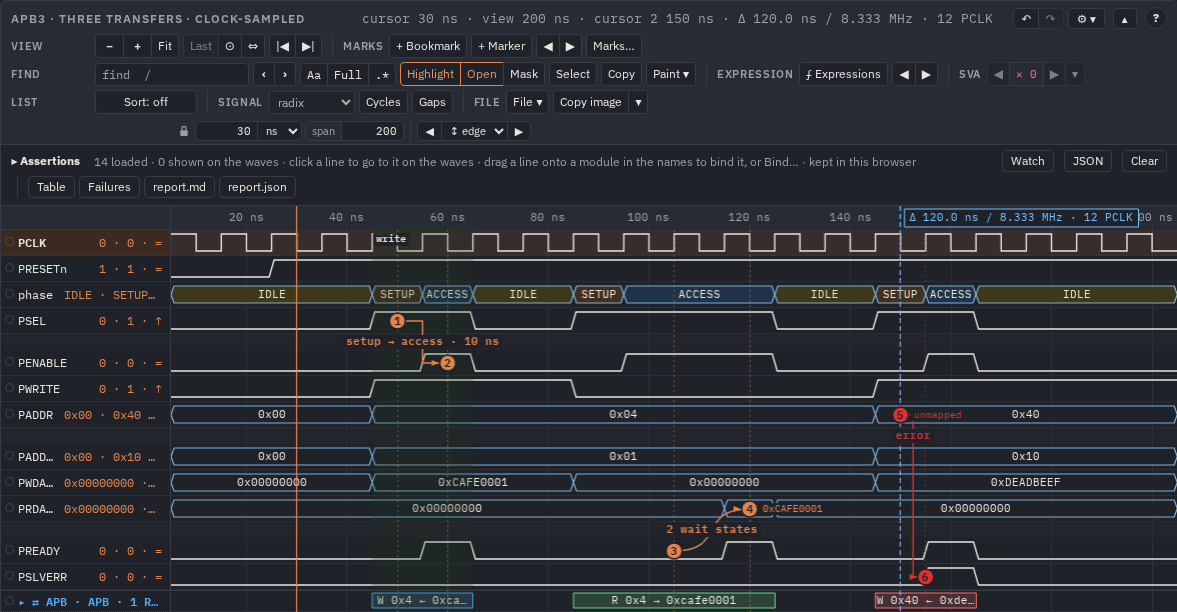 APB3 · THREE TRANSFERS · CLOCK-SAMPLED cursor 30 ns · view 200 ns · cursor 2 150 ns · Δ 120.0 ns / 8.333 MHz · 12 PCLK ↶ ↷ ⚙ ▾ ▲ ?
VIEW − + Fit Last ⊙ ⇔ |◀ ▶| MARKS + Bookmark + Marker ◀ ▶ Marks…
FIND find / ‹ › Aa Full .* Highlight Open Mask Select Copy Paint ▾ EXPRESSION ƒ Expressions ◀ ▶ SVA ◀ × 0 ▶ ▾
LIST Sort: off SIGNAL radix Cycles Gaps FILE File ▾ Copy image ▾
30 ns span 200 ◀ ↕ edge ▶
▸ Assertions 14 loaded · 0 shown on the waves · click a line to go to it on the waves · drag a line onto a module in the names to bind it, or Bind… · kept in this browser Watch JSON Clear
Table Failures report.md report.json
20 ns 40 ns 60 ns 80 ns 100 ns 120 ns 140 ns Δ 120.0 ns / 8.333 MHz · 12 PCLK 00 ns
PCLK 0 · 0 · = write
PRESETn 1 · 1 · =
phase IDLE · SETUP… IDLE SETUP ACCESS IDLE SETUP ACCESS IDLE SETUP ACCESS IDLE
PSEL 0 · 1 · ↑ 1
setup → access · 10 ns
PENABLE 0 · 0 · = 2
PWRITE 0 · 1 · ↑
PADDR 0x00 · 0x40 … 0x00 0x04 5 unmapped 0x40
error
PADD… 0x00 · 0x10 … 0x00 0x01 0x10
PWDA… 0x00000000 ·… 0x00000000 0xCAFE0001 0x00000000 0xDEADBEEF
PRDA… 0x00000000 ·… 0x00000000 4 0xCAFE0001 0x00000000
2 wait states
PREADY 0 · 0 · = 3
PSLVERR 0 · 0 · = 6
▸ ⇄ APB · APB · 1 R… W 0x4 ← 0xca… R 0x4 → 0xcafe0001 W 0x40 ← 0xde…